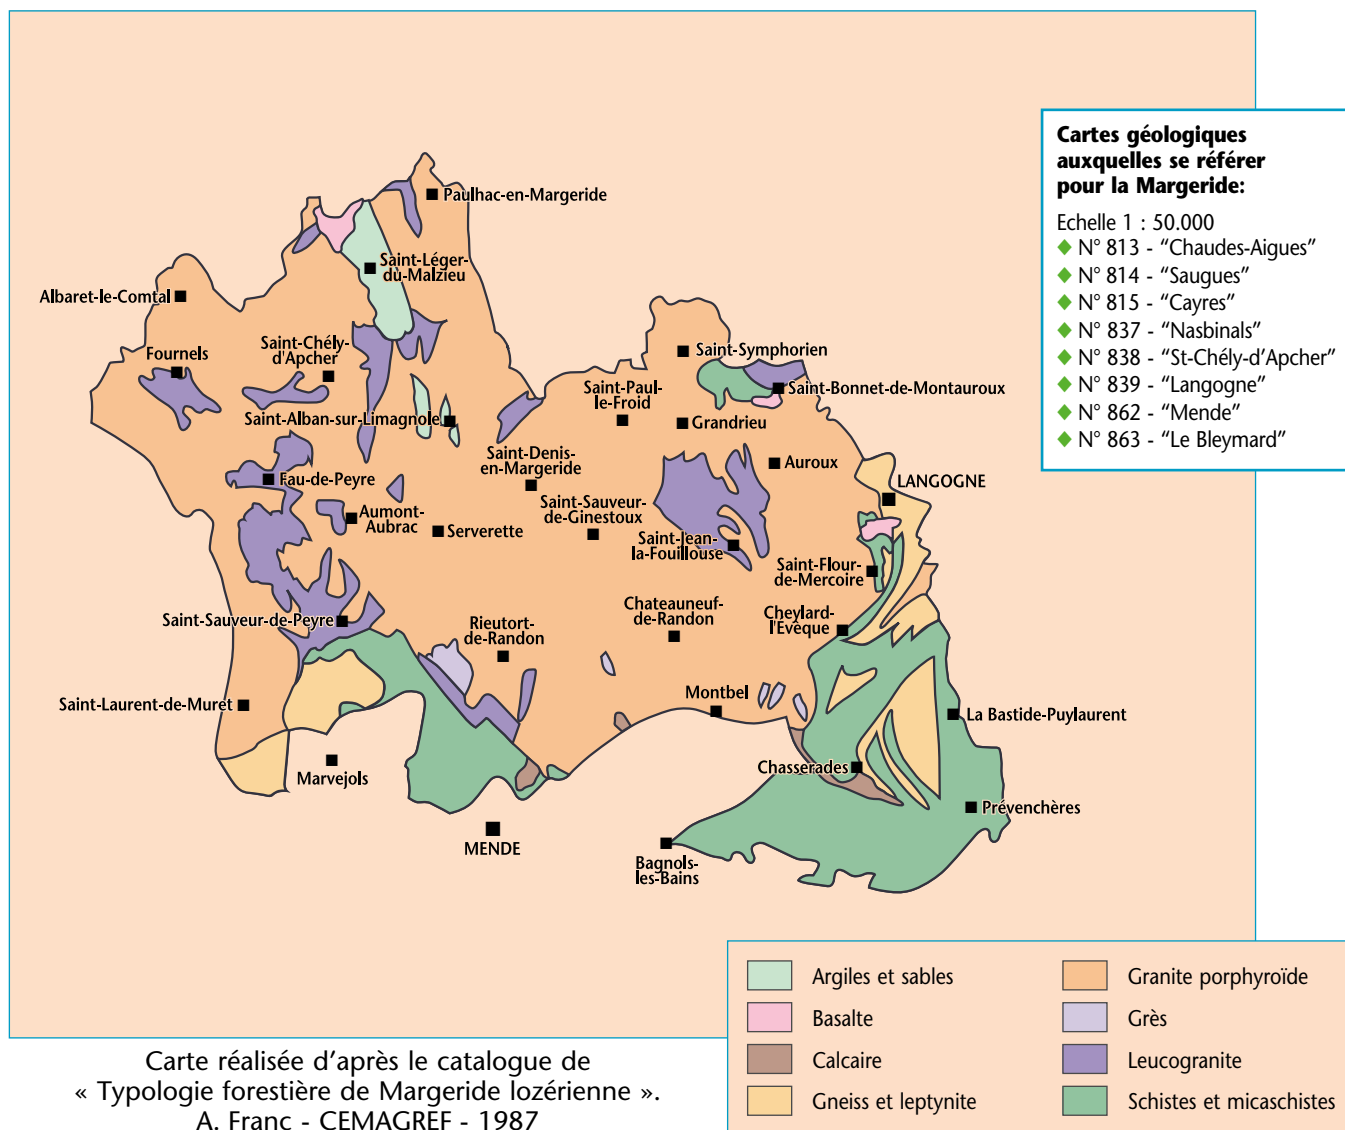 Cartes géologiques
auxquelles se référer
pour la Margeride:
Echelle 1 : 50.000
N° 813 - “Chaudes-Aigues”
N° 814 - “Saugues”
N° 815 - “Cayres”
N° 837 - “Nasbinals”
N° 838 - “St-Chély-d’Apcher”
N° 839 - “Langogne”
N° 862 - “Mende”
N° 863 - “Le Bleymard”
Paulhac-en-Margeride
Saint-Léger-
du-Malzieu
Albaret-le-Comtal
Fournels
Saint-Chély-
d'Apcher
Saint-Symphorien
Saint-Paul-
le-Froid
Saint-Bonnet-de-Montauroux
Saint-Alban-sur-Limagnole
Grandrieu
Saint-Denis-
en-Margeride
Auroux
Fau-de-Peyre
LANGOGNE
Saint-Sauveur-
de-Ginestoux
Aumont-
Aubrac
Serverette
Saint-Jean-
la-Fouillouse
Saint-Flour-
de-Mercoire
Chateauneuf-
de-Randon
Cheylard-
l'Evêque
Saint-Sauveur-de-Peyre
Rieutort-
de-Randon
Saint-Laurent-de-Muret
Montbel
La Bastide-Puylaurent
Marvejols
Chasserades
Prévenchères
MENDE
Bagnols-
les-Bains
Argiles et sables
Basalte
Calcaire
Gneiss et leptynite
Granite porphyroïde
Grès
Leucogranite
Schistes et micaschistes
Carte réalisée d’après le catalogue de
« Typologie forestière de Margeride lozérienne ».
A. Franc - CEMAGREF - 1987